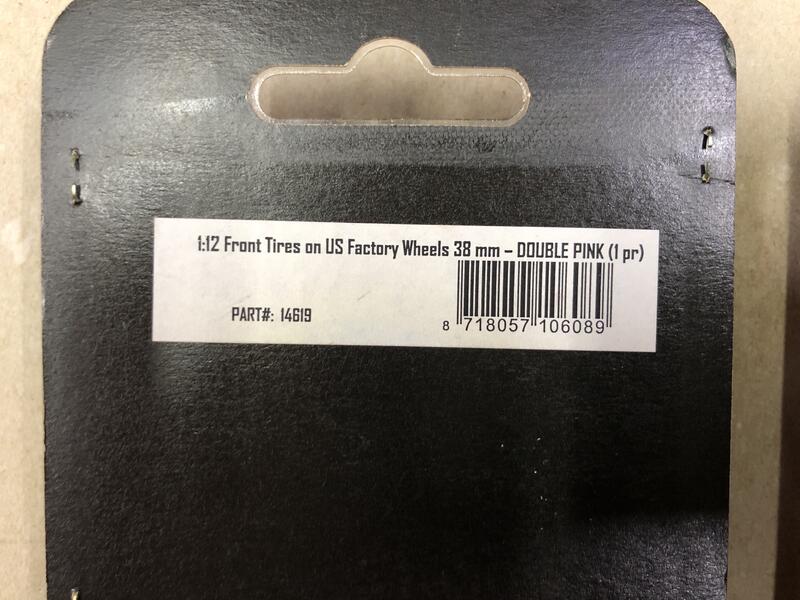 1:12 Front Tires on US Factory Wheels 38 mm – DOUBLE PINK (1 pr)
PART#: 14619
8 718057 106089